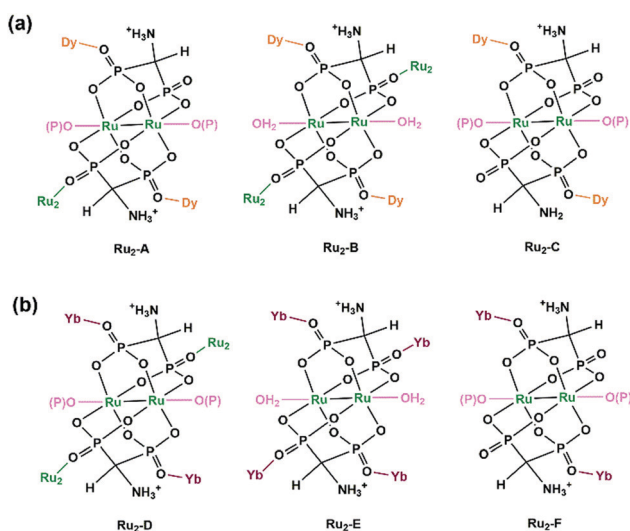 (a)
Dy O ⁺H₃N H
P P O
O O O O
(P)O Ru Ru O(P)
O O O O
P P
O O
Ru₂ H NH₃⁺ Dy
Ru₂-A
Dy O ⁺H₃N H
P P O Ru₂
O O O O
OH₂ Ru Ru OH₂
O O O O
P P
O O
Ru₂ H NH₃⁺ Dy
Ru₂-B
Dy O ⁺H₃N H
P P O
O O O O
(P)O Ru Ru O(P)
O O O O
P P
O O
H NH₂ Dy
Ru₂-C
(b)
Yb O ⁺H₃N H
P P O Ru₂
O O O O
(P)O Ru Ru O(P)
O O O O
P P
O O
Ru₂ H NH₃⁺ Yb
Ru₂-D
Yb O ⁺H₃N H
P P O Yb
O O O O
OH₂ Ru Ru OH₂
O O O O
P P
O O
Yb H NH₃⁺ Yb
Ru₂-E
Yb O ⁺H₃N H
P P O
O O O O
(P)O Ru Ru O(P)
O O O O
P P
O O
H NH₃⁺ Yb
Ru₂-F